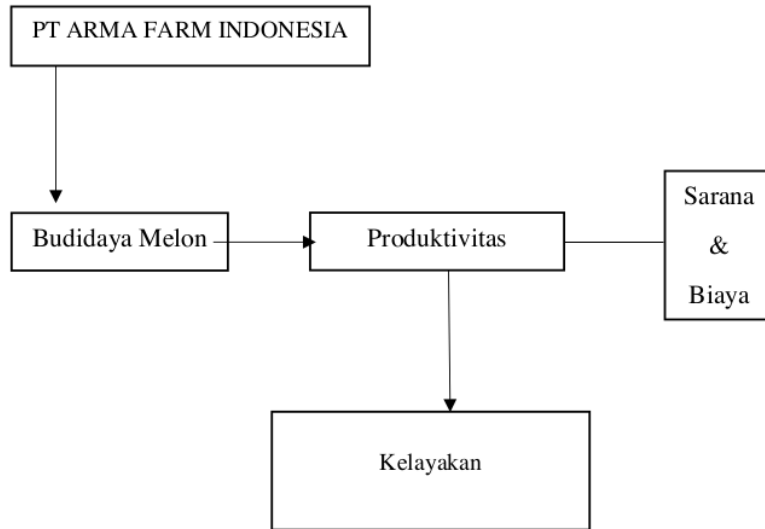 PT ARMA FARM INDONESIA
Budidaya Melon
Produktivitas
Sarana
&
Biaya
Kelayakan